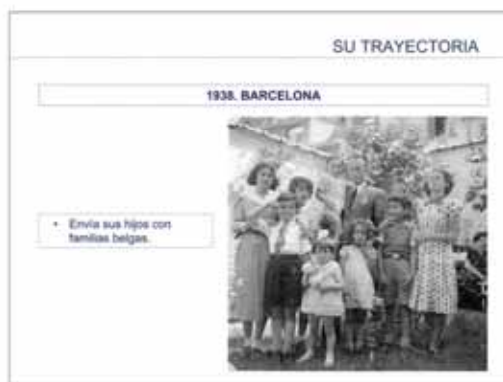 SU TRAYECTORIA
1938. BARCELONA
• Envía sus hijos con
familias belgas.